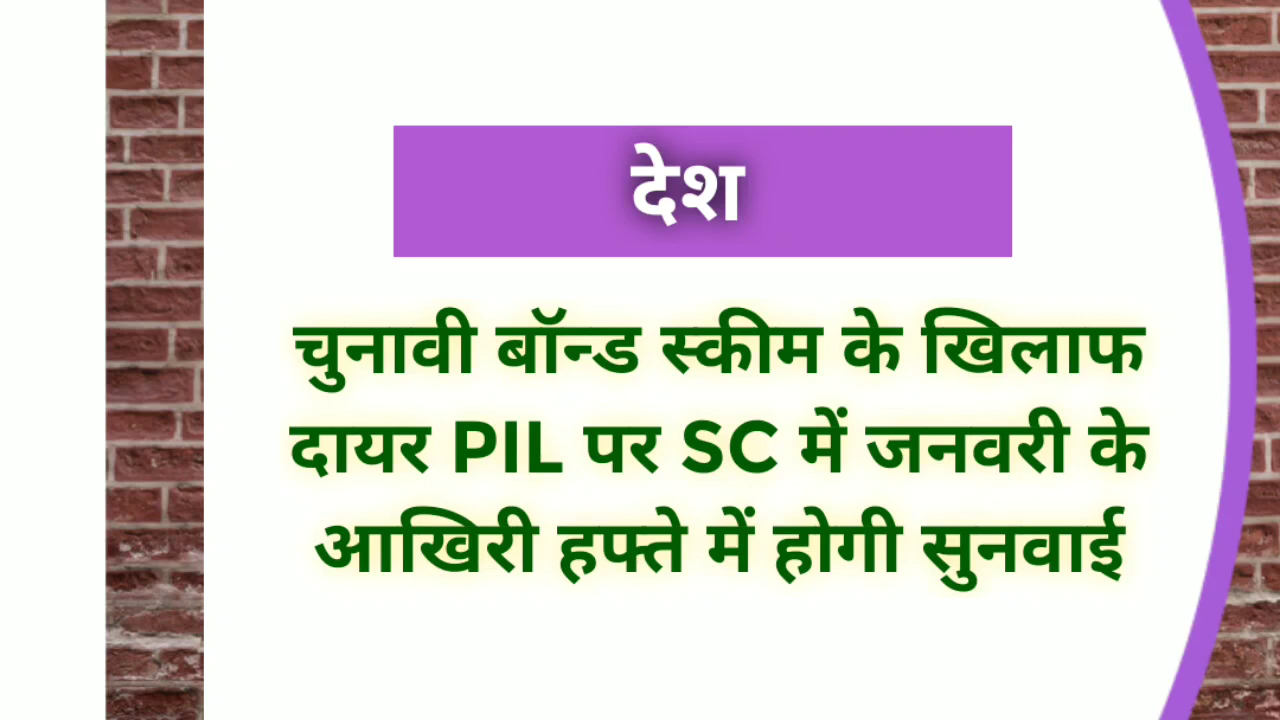 देश
चुनावी बॉन्ड स्कीम के खिलाफ
दायर PIL पर SC में जनवरी के
आखिरी हफ्ते में होगी सुनवाई